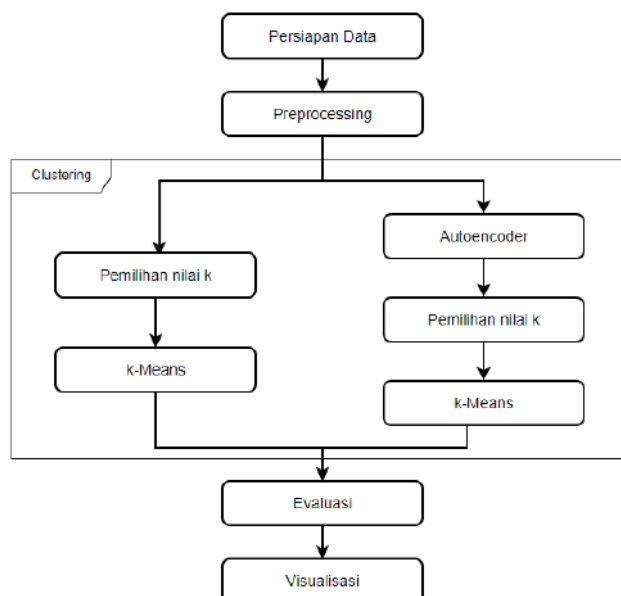 Persiapan Data
Preprocessing
Clustering
Pemilihan nilai k
k-Means
Autoencoder
Pemilihan nilai k
k-Means
Evaluasi
Visualisasi